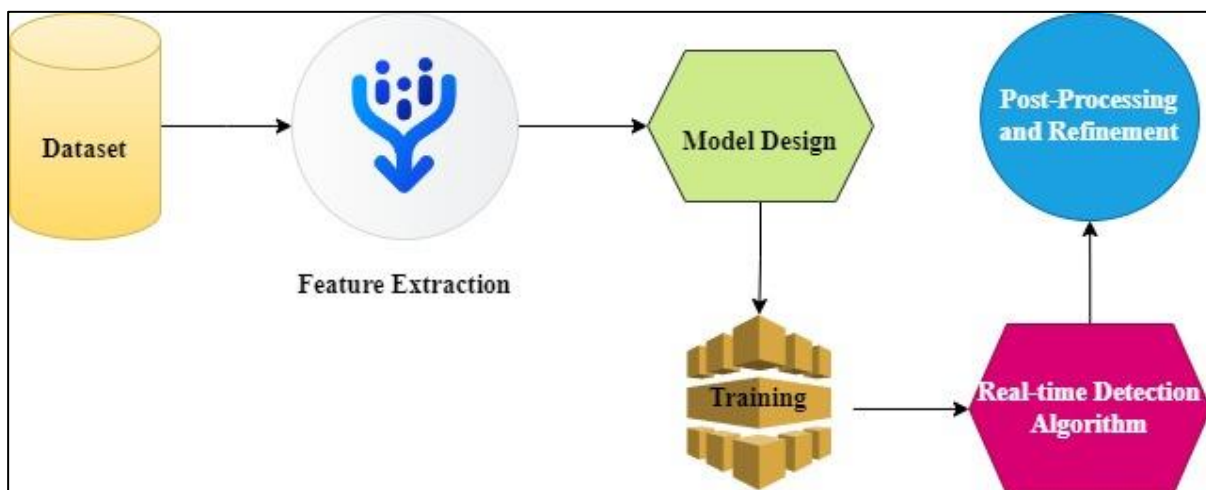 Dataset
Feature Extraction
Model Design
Training
Real-time Detection
Algorithm
Post-Processing
and Refinement